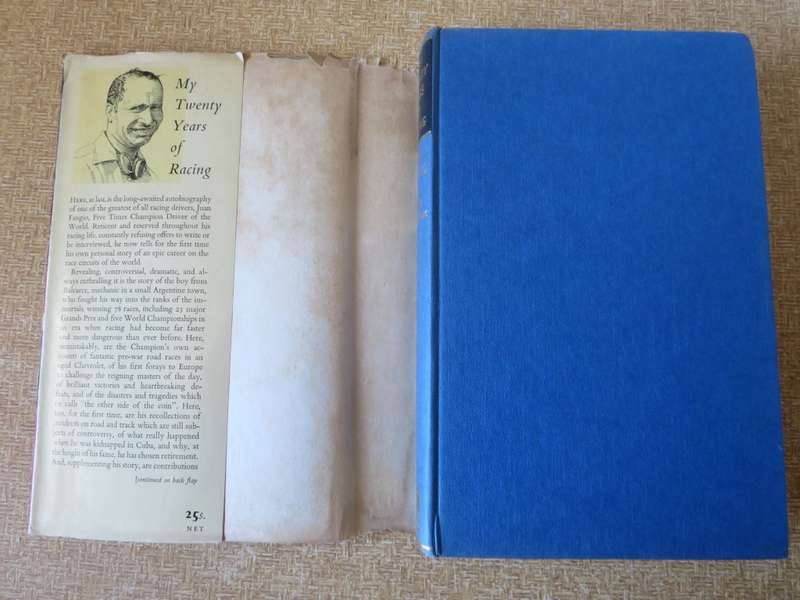 My
Twenty
Years
of
Racing
HERE, at last, is the long-awaited autobiography
of one of the greatest of all racing drivers, Juan
Fangio, Five Times Champion Driver of the
World. Reticent and reserved throughout his
racing life, constantly refusing offers to write or
be interviewed, he now tells for the first time
his own personal story of an epic career on the
race circuits of the world
Revealing, controversial, dramatic, and al-
ways enthralling it is the story of the boy from
Balcarce, mechanic in a small Argentine town,
who fought his way into the ranks of the im-
mortals, winning 78 races, including 23 major
Grands Prix and five World Championships in
an era when racing had become far faster
and more dangerous than ever before. Here,
unmistakably, are the Champion's own ac-
counts of fantastic pre-war road races in an
aged Chevrolet, of his first forays to Europe
to challenge the reigning masters of the day,
of brilliant victories and heartbreaking de-
feats, and of the disasters and tragedies which
he calls "the other side of the coin". Here,
too, for the first time, are his recollections of
incidents on road and track which are still sub-
jects of controversy, of what really happened
when he was kidnapped in Cuba, and why, at
the height of his fame, he has chosen retirement.
And, supplementing his story, are contributions
[continued on back flap
25s.
NET